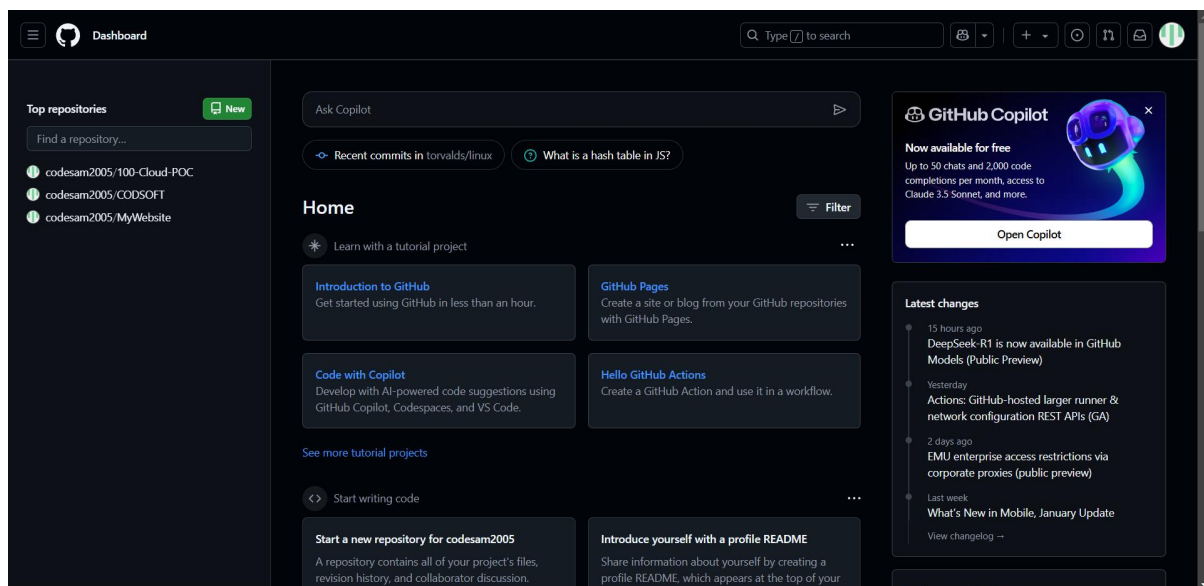 Dashboard
Type / to search
Top repositories
New
Find a repository...
codesam2005/100-Cloud-POC
codesam2005/CODSOFT
codesam2005/MyWebsite
Ask Copilot
Recent commits in torvalds/linux
What is a hash table in JS?
Home
Filter
Learn with a tutorial project
Introduction to GitHub
Get started using GitHub in less than an hour.
GitHub Pages
Create a site or blog from your GitHub repositories
with GitHub Pages.
Code with Copilot
Develop with AI-powered code suggestions using
GitHub Copilot, Codespaces, and VS Code.
Hello GitHub Actions
Create a GitHub Action and use it in a workflow.
See more tutorial projects
Start writing code
Start a new repository for codesam2005
A repository contains all of your project's files,
revision history, and collaborator discussion.
Introduce yourself with a profile README
Share information about yourself by creating a
profile README, which appears at the top of your
GitHub Copilot
Now available for free
Up to 50 chats and 2,000 code
completions per month, access to
Claude 3.5 Sonnet, and more.
Open Copilot
Latest changes
15 hours ago
DeepSeek-R1 is now available in GitHub
Models (Public Preview)
Yesterday
Actions: GitHub-hosted larger runner &
network configuration REST APIs (GA)
2 days ago
EMU enterprise access restrictions via
corporate proxies (public preview)
Last week
What's New in Mobile, January Update
View changelog →